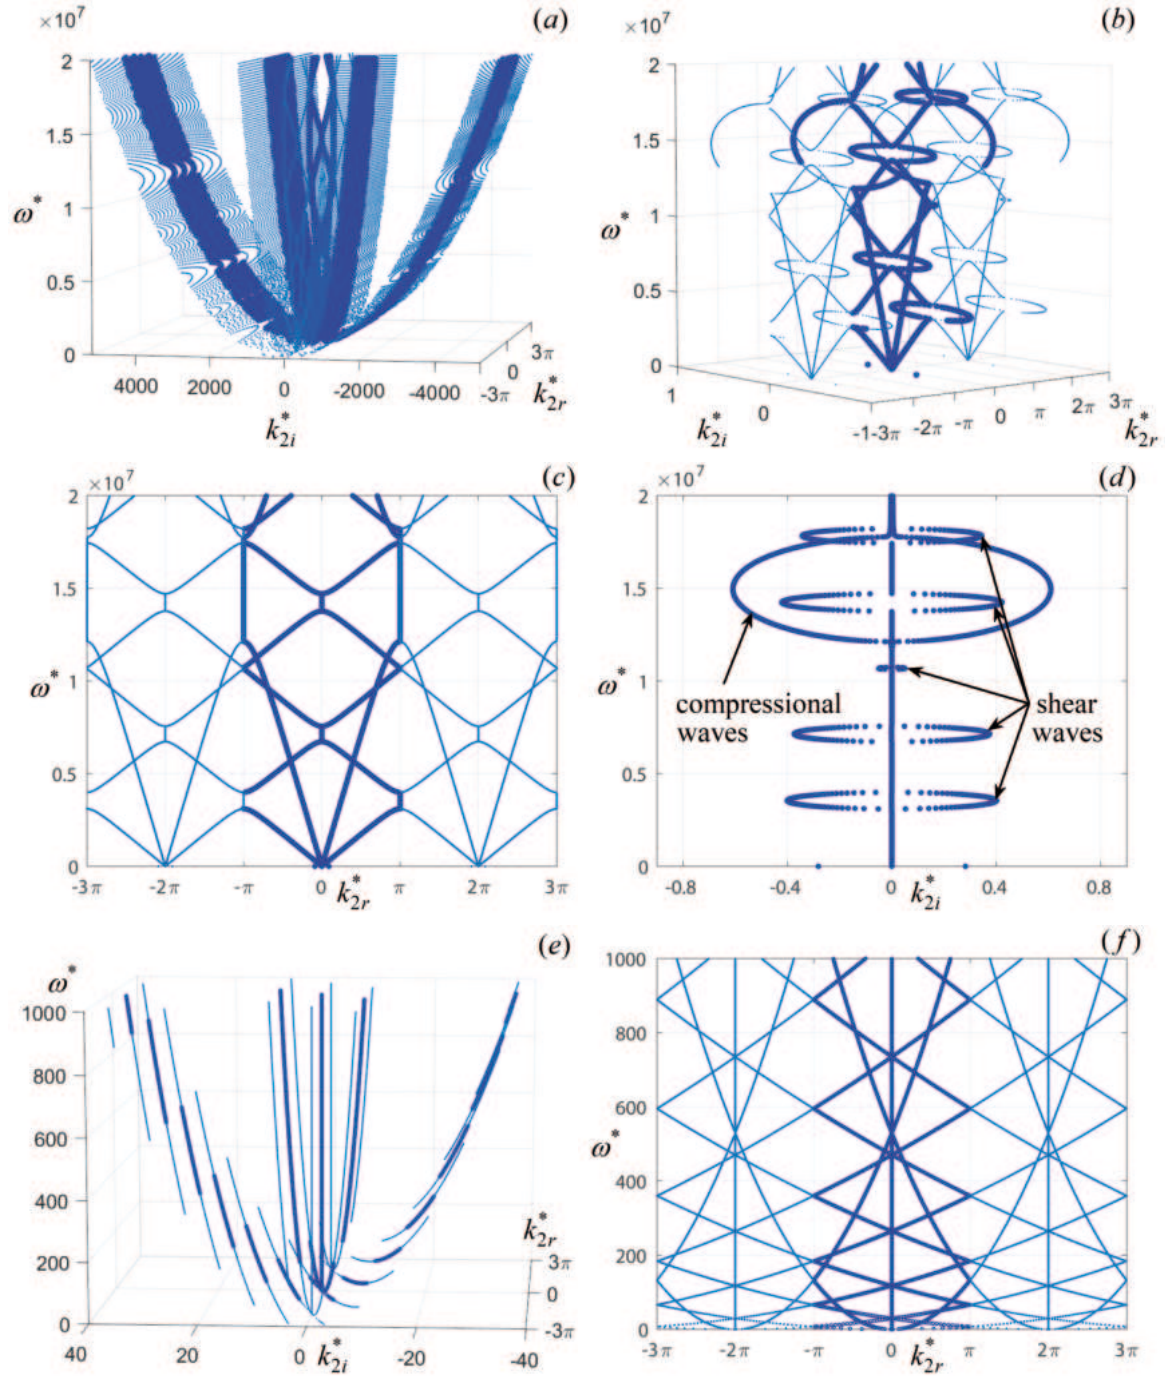 ×10⁷ (a)
2
1.5
ω*
1
0.5
0
4000 2000 0 -2000 -4000
-3π 0 3π
k*₂ᵢ
k*₂ᵣ
×10⁷ (b)
2
1.5
ω*
1
0.5
0
1 0 -1
-3π -2π -π 0 π 2π 3π
k*₂ᵢ
k*₂ᵣ
×10⁷ (c)
2
1.5
1
ω*
0.5
0
-3π -2π -π 0 k*₂ᵣ π 2π 3π
×10⁷ (d)
2
1.5
1
ω*
compressional
waves
shear
waves
0.5
0
-0.8 -0.4 0 k*₂ᵢ 0.4 0.8
(e)
ω*
1000
800
600
400
200
0
k*₂ᵣ
3π
0
-3π
40 20 0 k*₂ᵢ -20 -40
(f)
1000
800
600
ω*
400
200
0
-3π -2π -π 0 k*₂ᵣ π 2π 3π